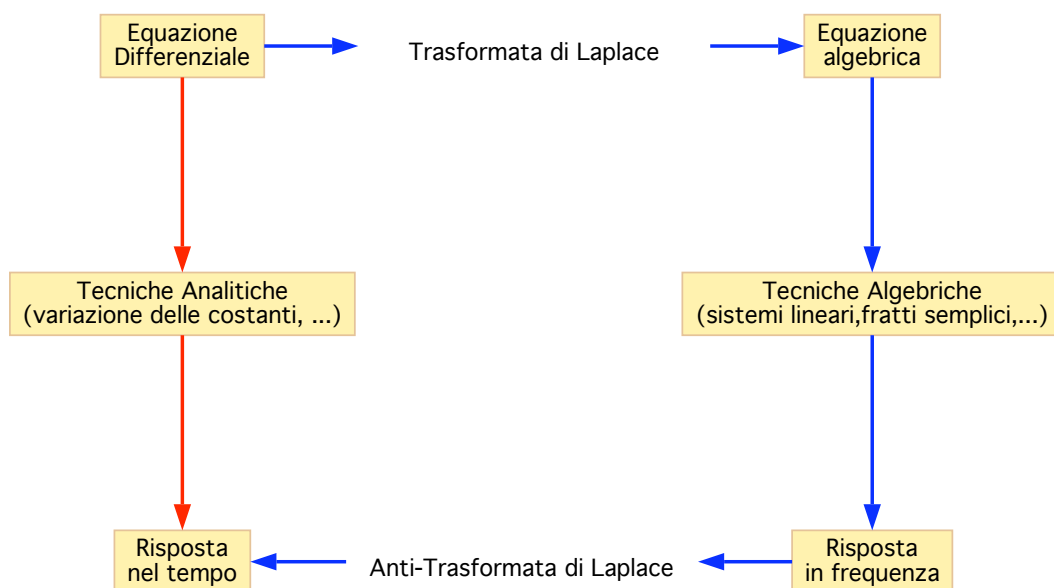 Equazione
Differenziale
Trasformata di Laplace
Equazione
algebrica
Tecniche Analitiche
(variazione delle costanti, ...)
Tecniche Algebriche
(sistemi lineari,fratti semplici,...)
Risposta
nel tempo
Anti-Trasformata di Laplace
Risposta
in frequenza